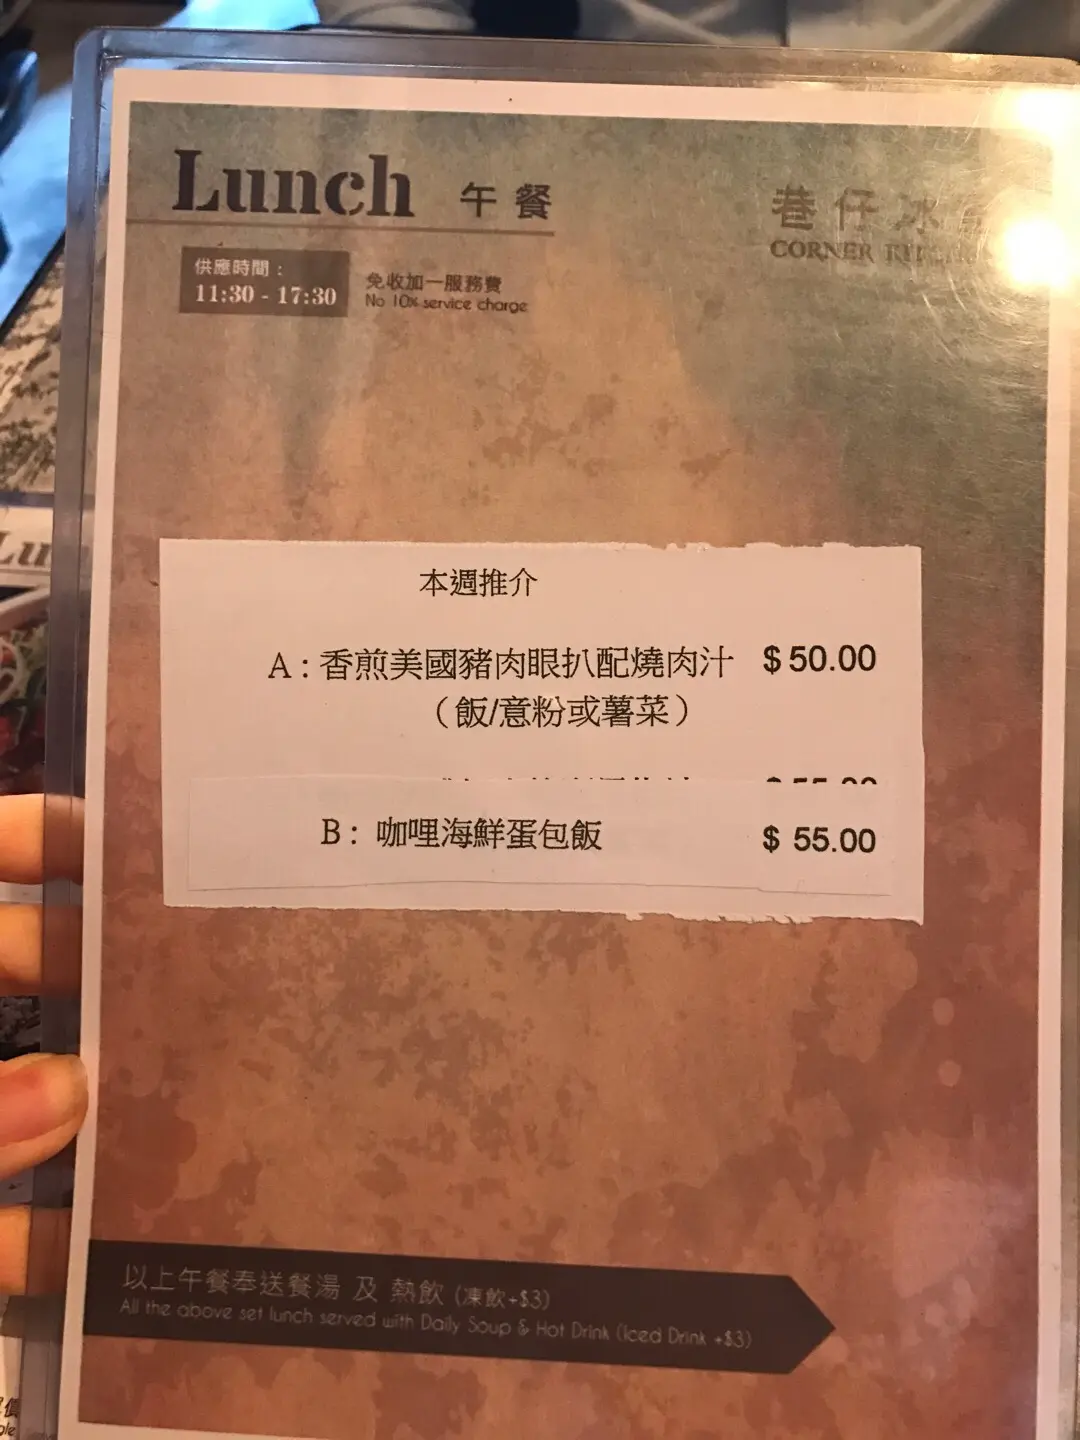 Lunch 午餐
巷仔冰
CORNER
供應時間：
11:30 - 17:30
免收加一服務費
No 10% service charge
本週推介
A : 香煎美國豬肉眼扒配燒肉汁 $50.00
（飯/意粉或薯菜）
B : 咖哩海鮮蛋包飯 $ 55.00
以上午餐奉送餐湯 及 熱飲 (凍飲+$3)
All the above set lunch served with Daily Soup & Hot Drink (Iced Drink +$3)